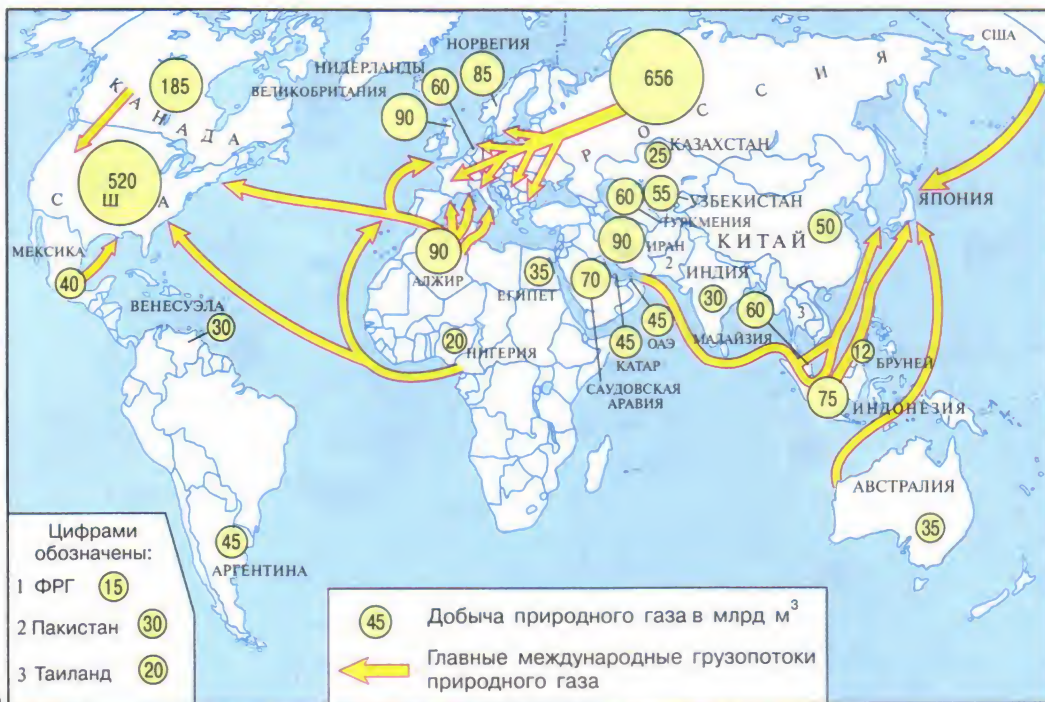 США
НОРВЕГИЯ
85
НИДЕРЛАНДЫ
60
ВЕЛИКОБРИТАНИЯ
90
656
РОССИЯ
185
КАНАДА
КАЗАХСТАН
25
520
США
60
55
УЗБЕКИСТАН
ТУРКМЕНИЯ
ЯПОНИЯ
КИТАЙ
50
90
ИРАН
2
МЕКСИКА
40
90
АЛЖИР
35
ЕГИПЕТ
70
ИНДИЯ
30
60
3
ВЕНЕСУЭЛА
30
20
НИГЕРИЯ
45
КАТАР
45
ОАЭ
МАЛАЙЗИЯ
12
БРУНЕЙ
САУДОВСКАЯ
АРАВИЯ
75
ИНДОНЕЗИЯ
АВСТРАЛИЯ
35
45
АРГЕНТИНА
Цифрами
обозначены:
1 ФРГ 15
2 Пакистан 30
3 Таиланд 20
45 Добыча природного газа в млрд м³
Главные международные грузопотоки
природного газа